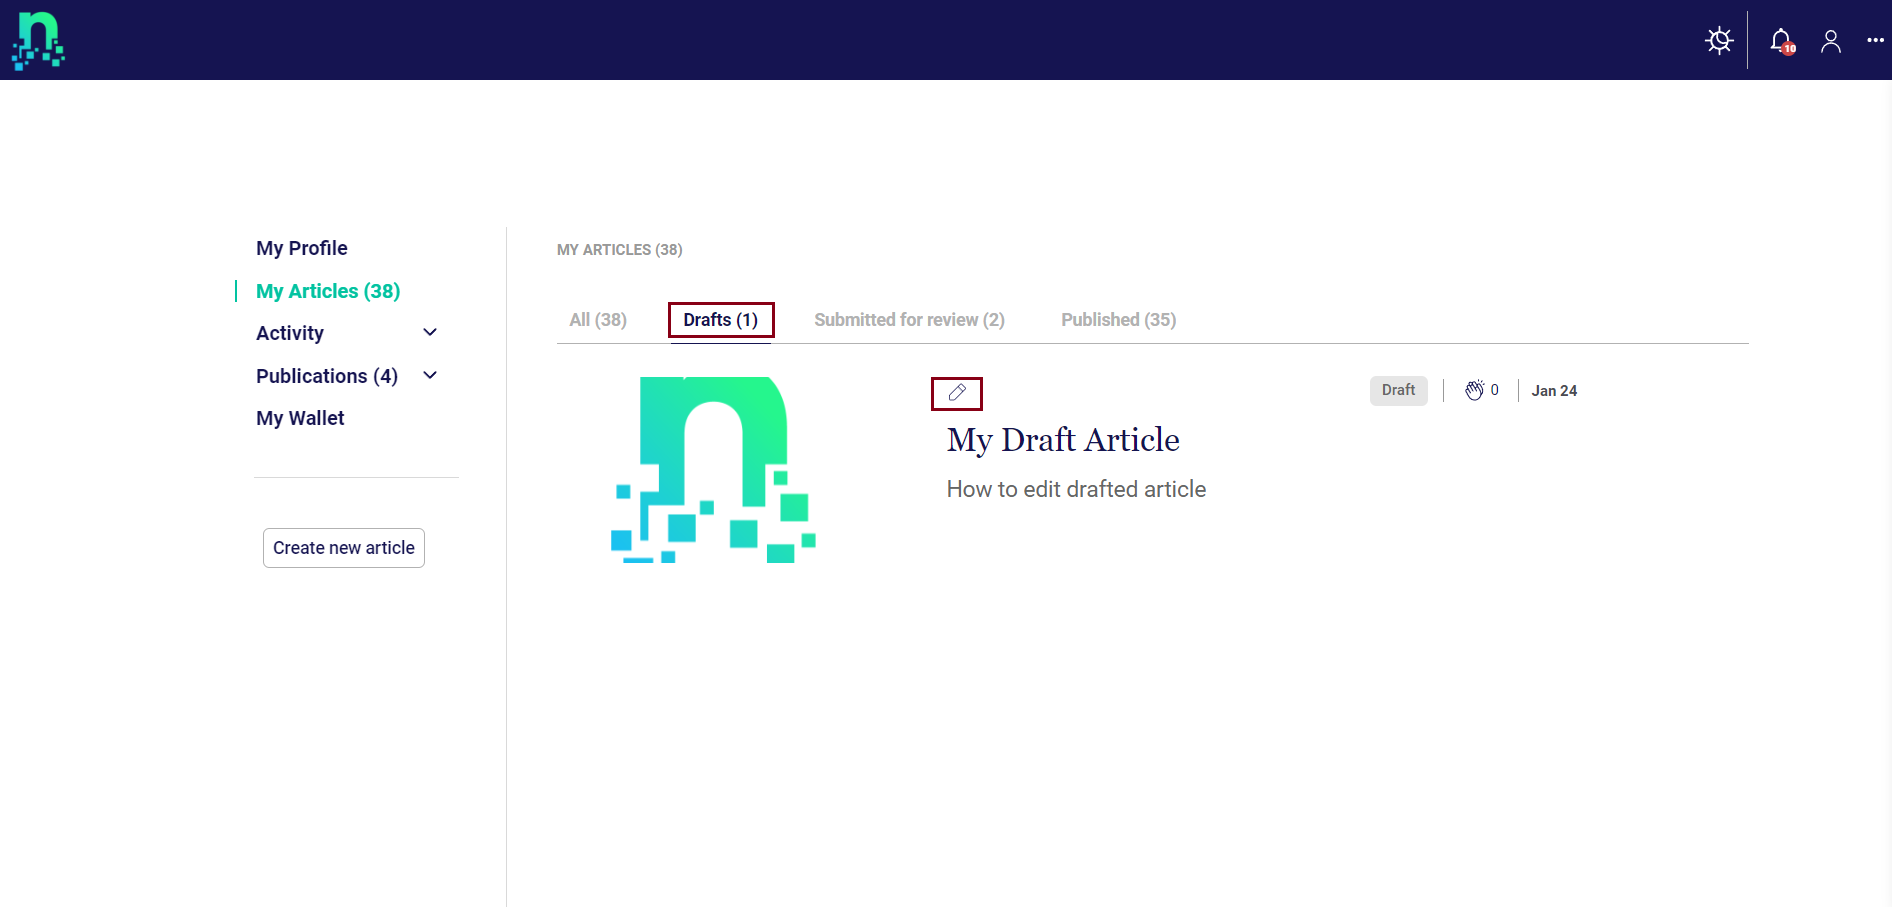 10
My Profile
My Articles (38)
Activity
Publications (4)
My Wallet
Create new article
MY ARTICLES (38)
All (38)
Drafts (1)
Submitted for review (2)
Published (35)
Draft
0
Jan 24
My Draft Article
How to edit drafted article